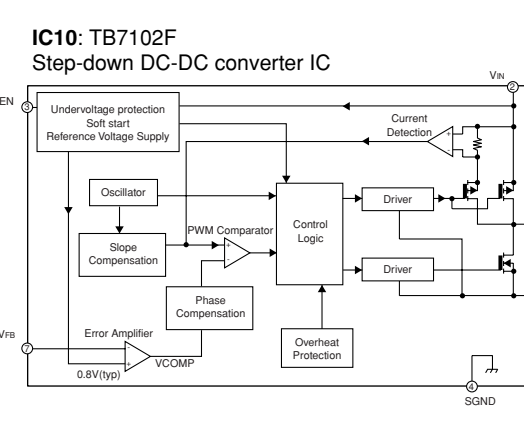 IC10: TB7102F
Step-down DC-DC converter IC
VIN
2
EN
3
Undervoltage protection
Soft start
Reference Voltage Supply
Current
Detection
+
-
Oscillator
Slope
Compensation
PWM Comparator
+
-
Control
Logic
Driver
Driver
Phase
Compensation
Overheat
Protection
VFB
7
Error Amplifier
-
+
VCOMP
0.8V(typ)
4
SGND